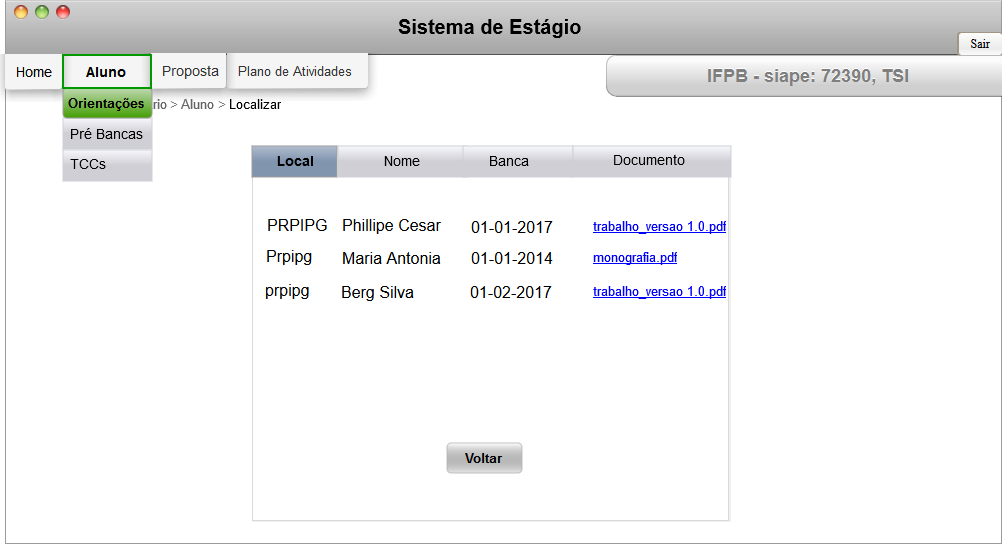 Sistema de Estágio
Sair
Home Aluno Proposta Plano de Atividades
IFPB - siape: 72390, TSI
Orientações rio > Aluno > Localizar
Pré Bancas
TCCs
Local Nome Banca Documento
PRPIPG Phillipe Cesar 01-01-2017 trabalho_versao 1.0.pdf
Prpipg Maria Antonia 01-01-2014 monografia.pdf
prpipg Berg Silva 01-02-2017 trabalho_versao 1.0.pdf
Voltar